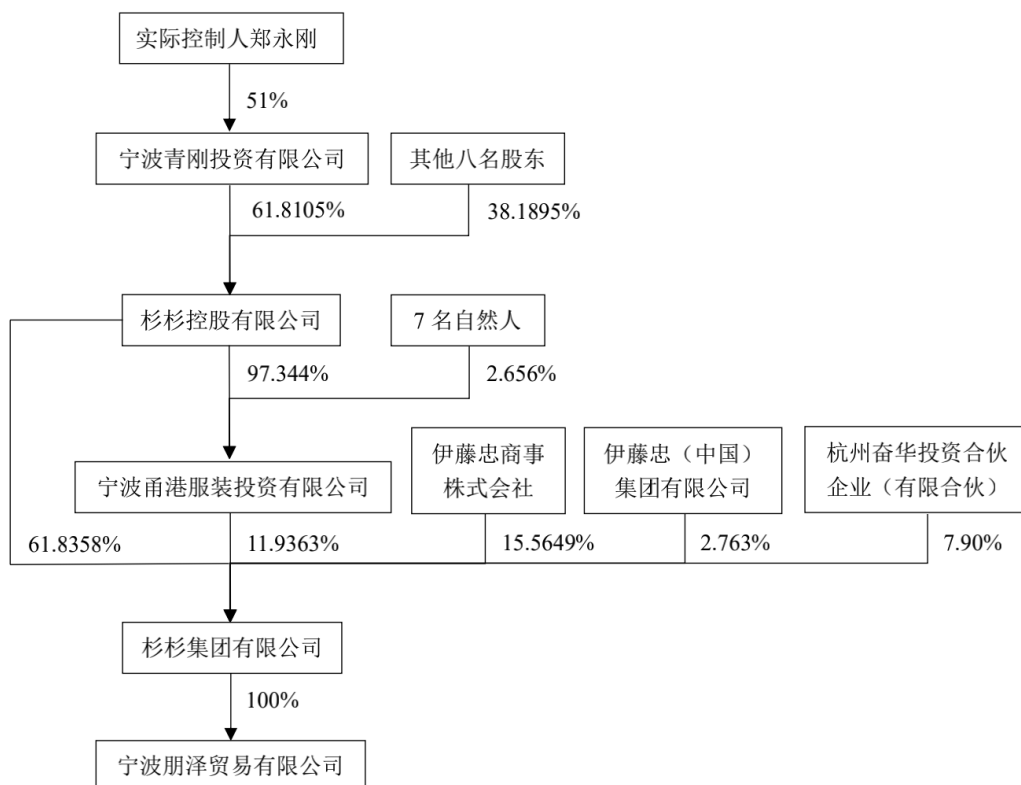 实际控制人郑永刚
51%
宁波青刚投资有限公司
其他八名股东
61.8105%
38.1895%
杉杉控股有限公司
7 名自然人
97.344%
2.656%
宁波甬港服装投资有限公司
伊藤忠商事
株式会社
伊藤忠（中国）
集团有限公司
杭州奋华投资合伙
企业（有限合伙）
61.8358%
11.9363%
15.5649%
2.763%
7.90%
杉杉集团有限公司
100%
宁波朋泽贸易有限公司